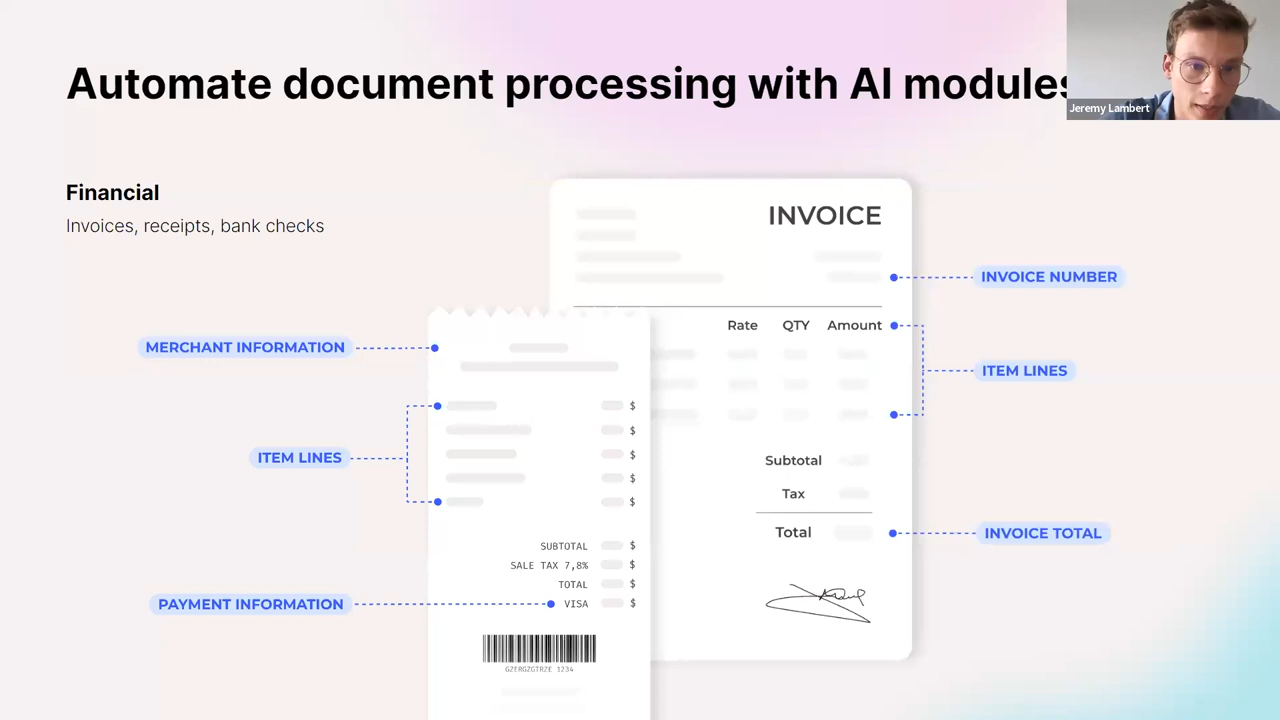 Automate document processing with AI modules
Jeremy Lambert
Financial
Invoices, receipts, bank checks
INVOICE
INVOICE NUMBER
Rate QTY Amount
MERCHANT INFORMATION
ITEM LINES
$
$
ITEM LINES
$
$
$
Subtotal
Tax
Total
INVOICE TOTAL
SUBTOTAL $
SALE TAX 7,8% $
TOTAL $
PAYMENT INFORMATION
VISA $
GZERGZGTRZE 1234